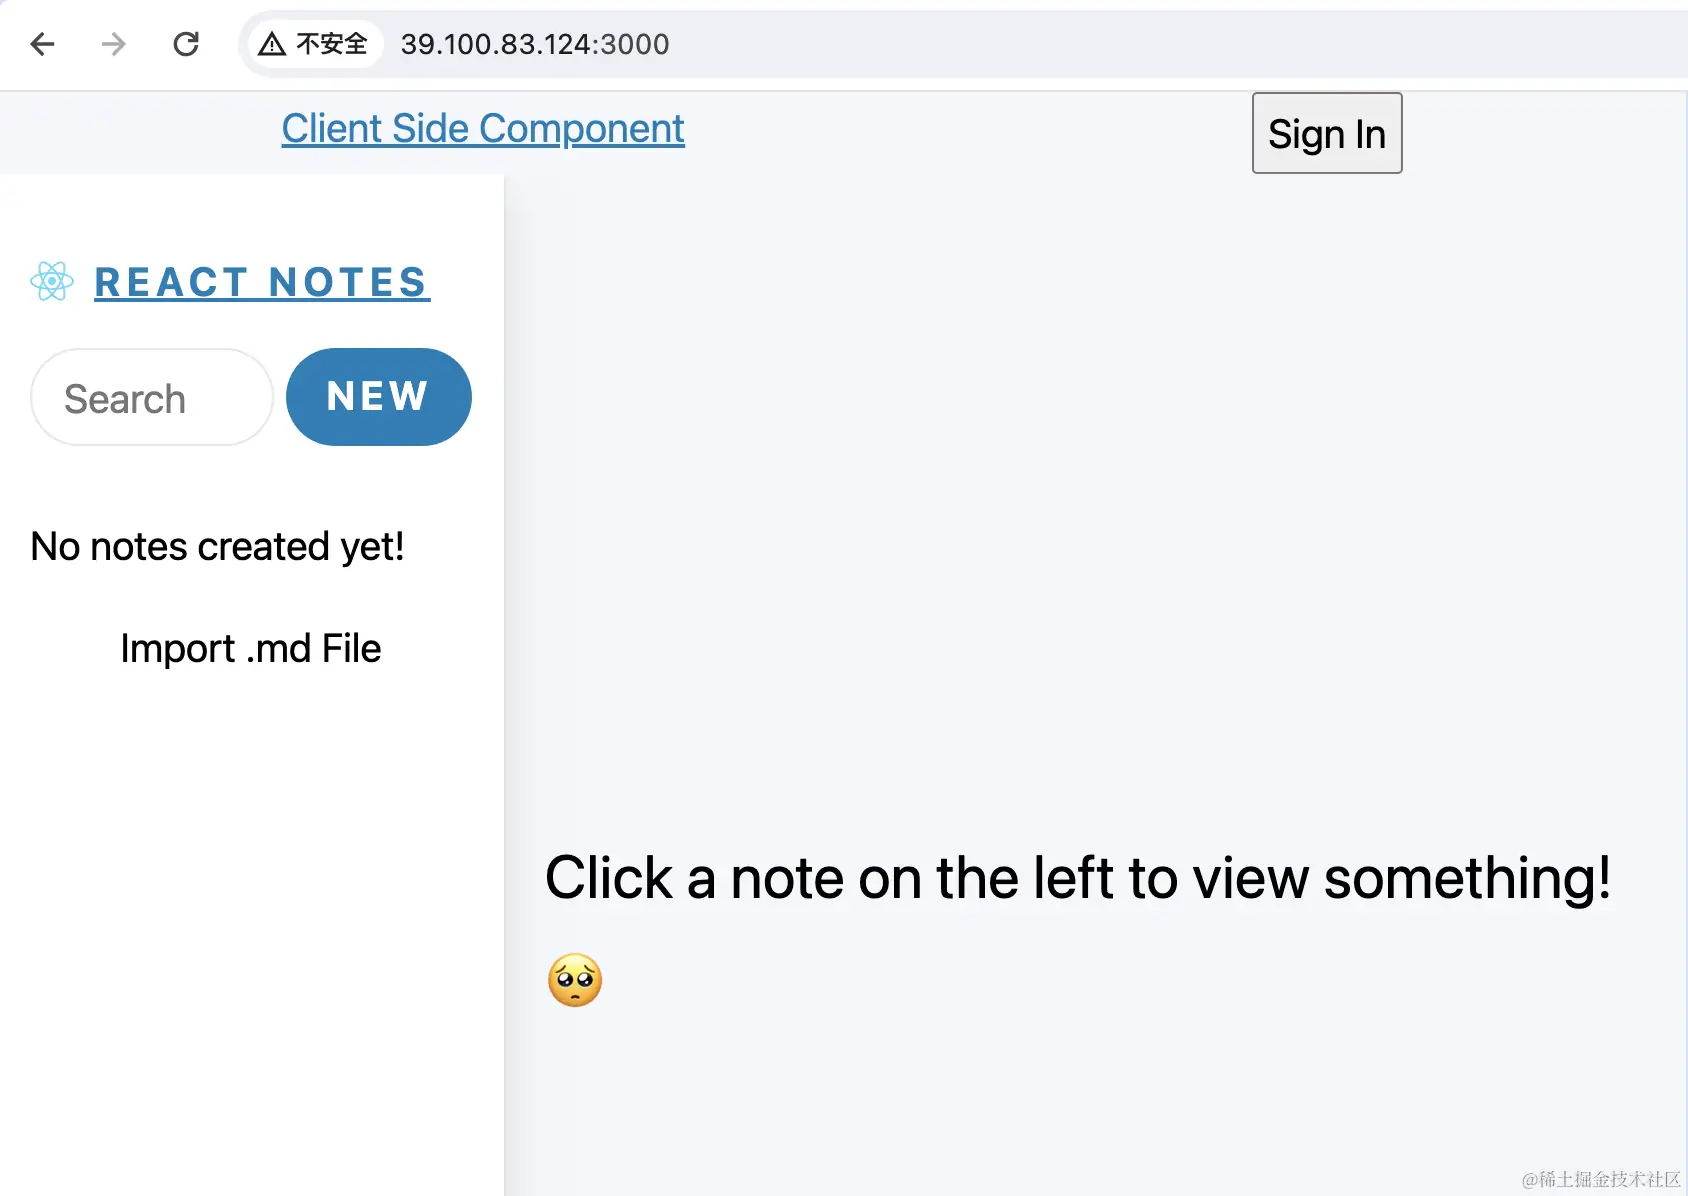 不安全 39.100.83.124:3000
Client Side Component
Sign In
REACT NOTES
Search
NEW
No notes created yet!
Import .md File
Click a note on the left to view something!
@稀土掘金技术社区